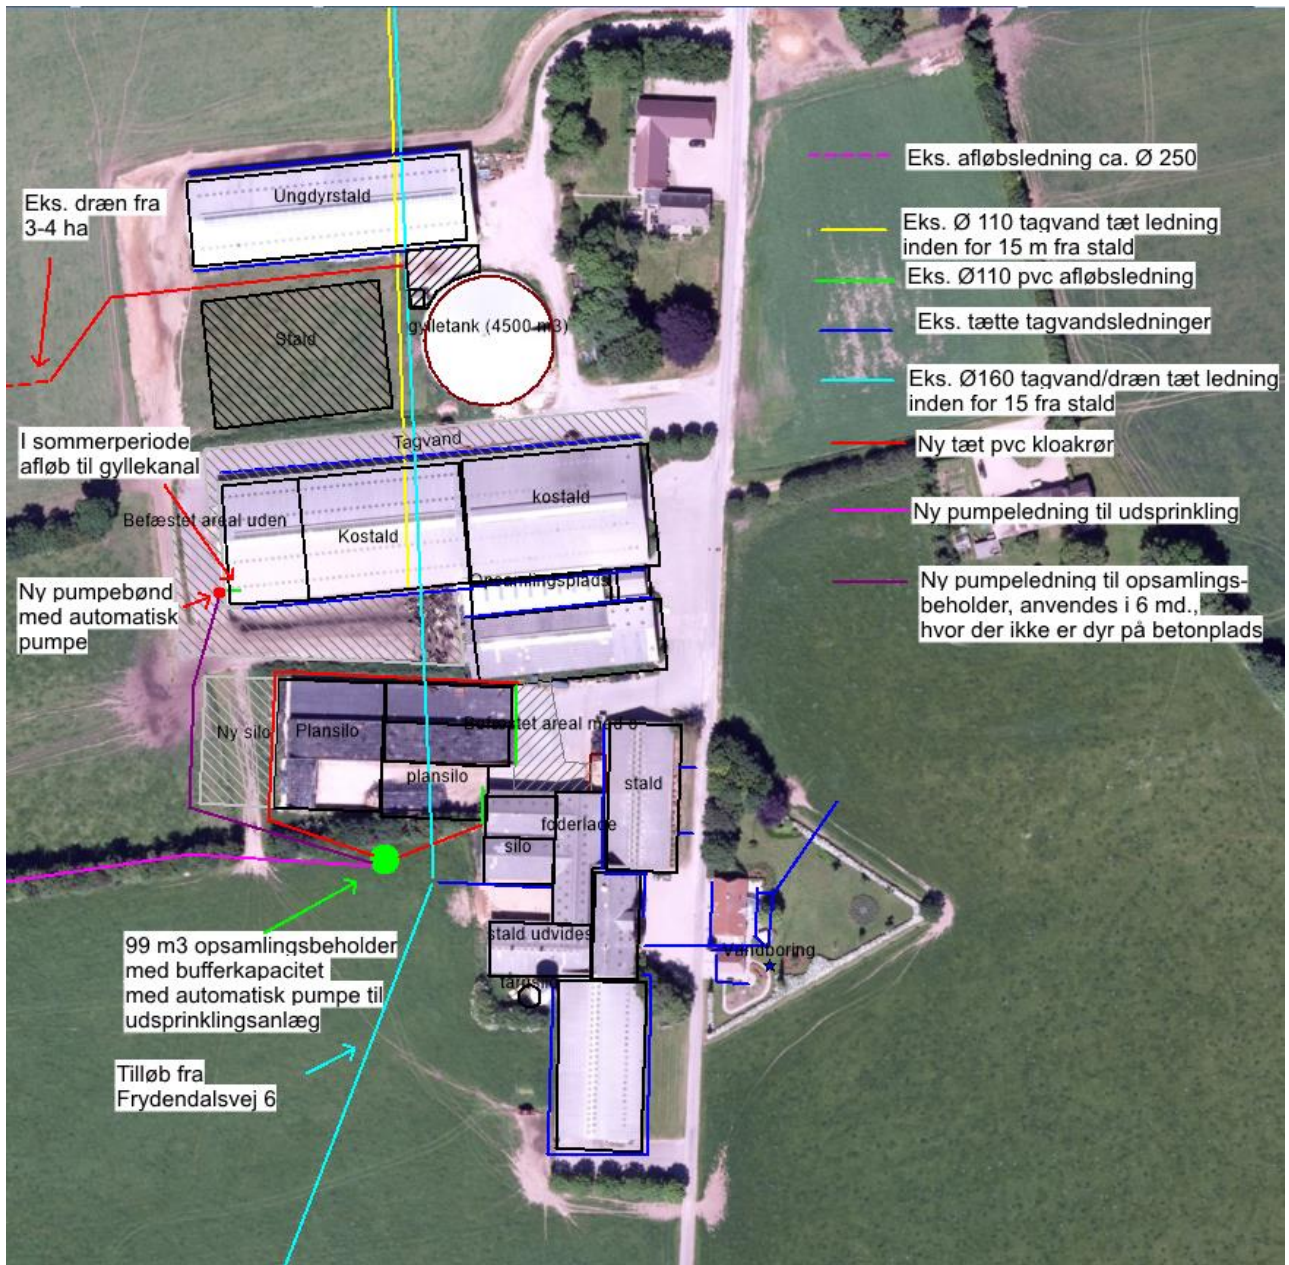 Eks. afløbsledning ca. Ø 250
Ungdyrstald
Eks. dræn fra
3-4 ha
Eks. Ø 110 tagvand tæt ledning
inden for 15 m fra stald
Eks. Ø110 pvc afløbsledning
Eks. tætte tagvandsledninger
gylletank (4500 m3)
Stald
Eks. Ø160 tagvand/dræn tæt ledning
inden for 15 fra stald
I sommerperiode
afløb til gyllekanal
Tagvand
Ny tæt pvc kloakrør
kostald
Befæstet areal uden
Kostald
Ny pumpeledning til udsprinkling
Opsamlingsplads
Ny pumpebønd
med automatisk
pumpe
Ny pumpeledning til opsamlings-
beholder, anvendes i 6 md.,
hvor der ikke er dyr på betonplads
Ny silo
Plansilo
Befæstet areal med o
plansilo
stald
foderlade
silo
stald udvides
Vandboring
99 m3 opsamlingsbeholder
med bufferkapacitet
med automatisk pumpe til
udsprinklingsanlæg
Tilløb fra
Frydendalsvej 6